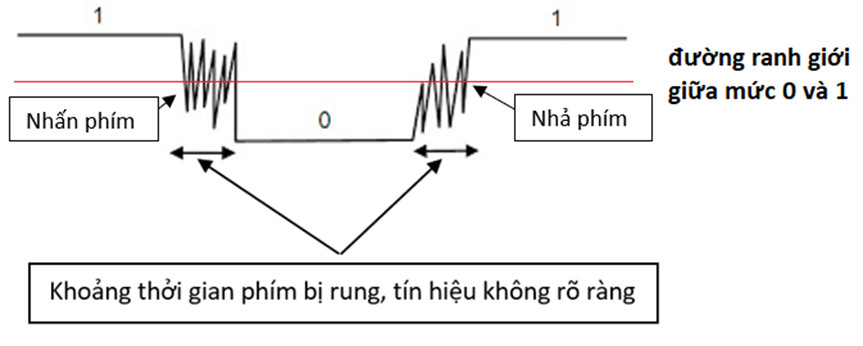 1
1
đường ranh giới
giữa mức 0 và 1
Nhấn phím
0
Nhả phím
Khoảng thởi gian phím bị rung, tín hiệu không rõ ràng